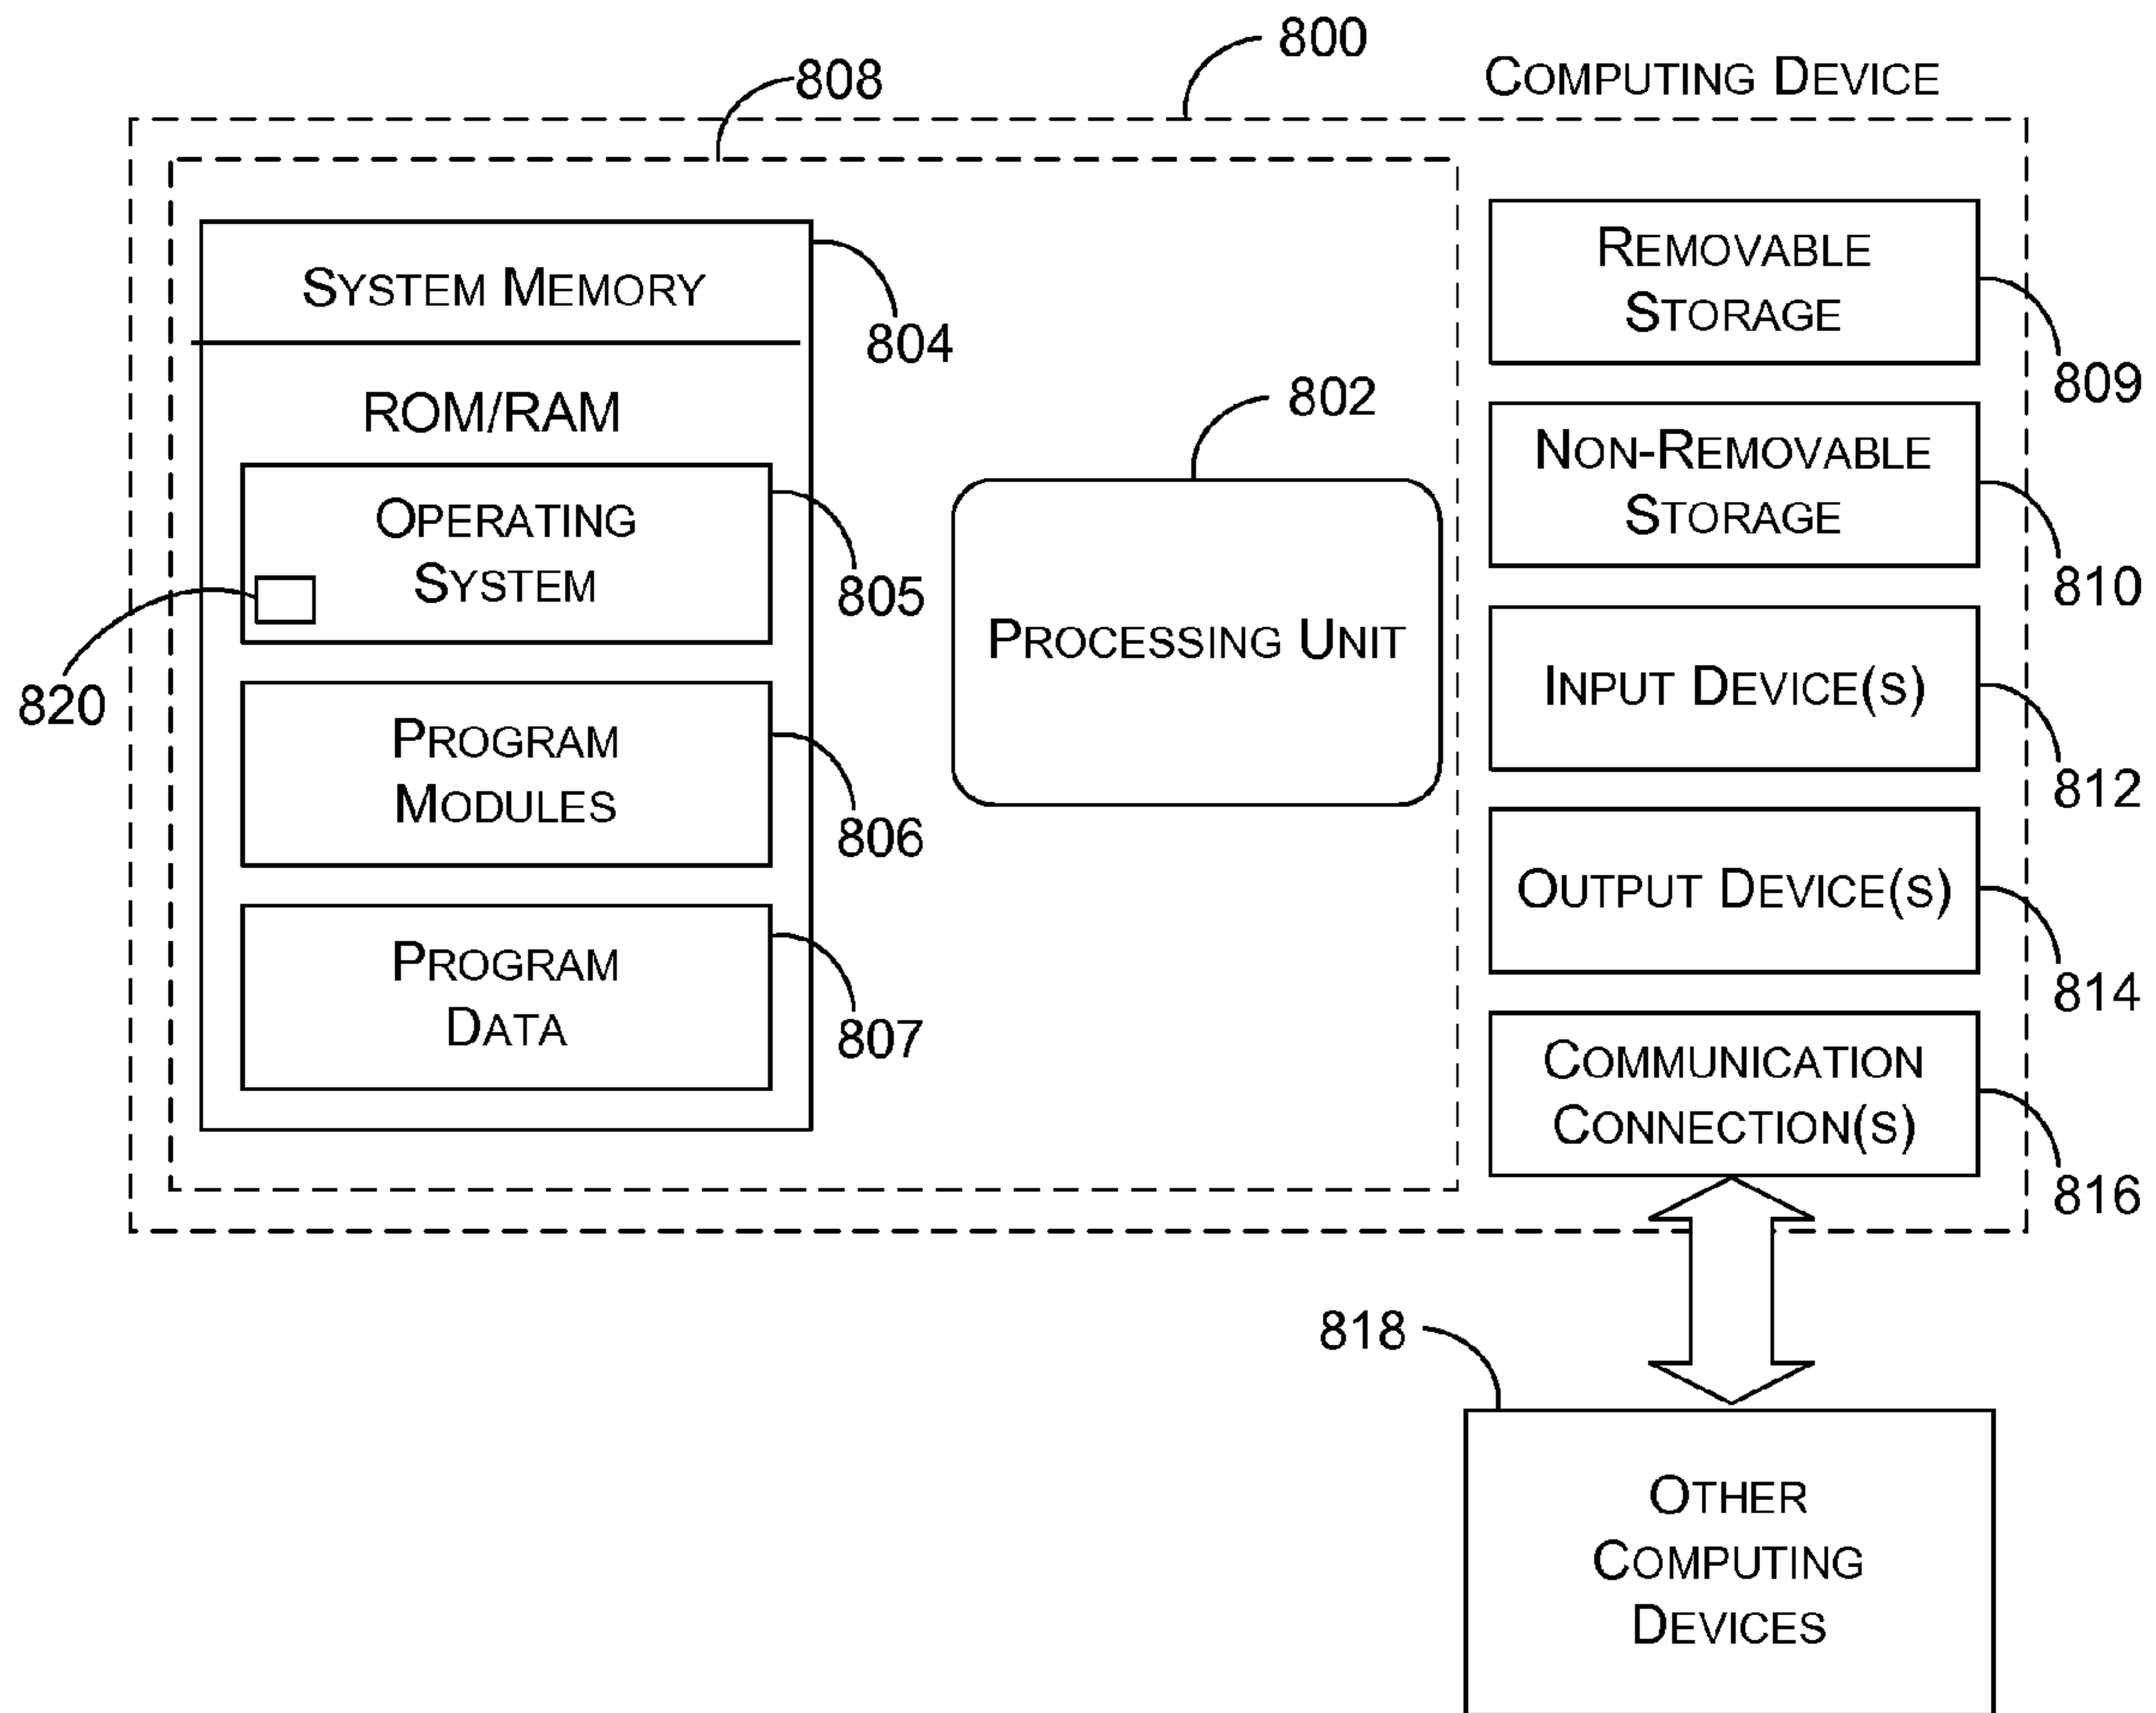 800
COMPUTING DEVICE
808
SYSTEM MEMORY
804
ROM/RAM
OPERATING
SYSTEM
805
820
PROGRAM
MODULES
806
PROGRAM
DATA
807
802
PROCESSING UNIT
REMOVABLE
STORAGE
809
NON-REMOVABLE
STORAGE
810
INPUT DEVICE(S)
812
OUTPUT DEVICE(S)
814
COMMUNICATION
CONNECTION(S)
816
818
OTHER
COMPUTING
DEVICES